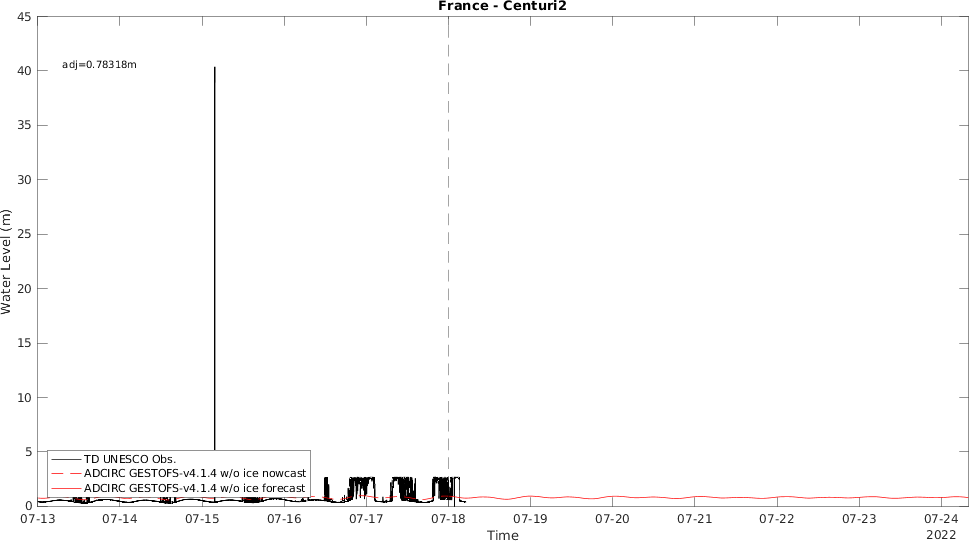 France - Centuri2
adj=0.78318m
45
40
35
30
25
20
15
10
5
0
Water Level (m)
TD UNESCO Obs.
ADCIRC GESTOFS-v4.1.4 w/o ice nowcast
ADCIRC GESTOFS-v4.1.4 w/o ice forecast
07-13 07-14 07-15 07-16 07-17 07-18 07-19 07-20 07-21 07-22 07-23 07-24
Time
2022